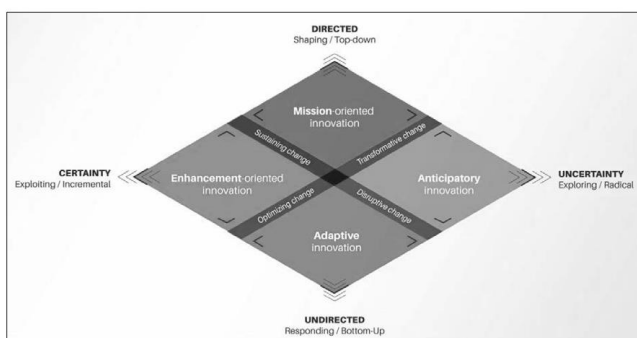 DIRECTED
Shaping / Top-down
Mission-oriented
innovation
Sustaining change
Transformative change
CERTAINTY
Exploiting / Incremental
Enhancement-oriented
innovation
Anticipatory
innovation
UNCERTAINTY
Exploring / Radical
Optimizing change
Disruptive change
Adaptive
innovation
UNDIRECTED
Responding / Bottom-Up